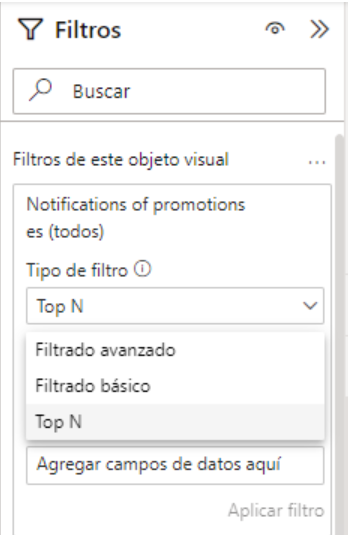 Filtros
Buscar
Filtros de este objeto visual
Notifications of promotions
es (todos)
Tipo de filtro
Top N
Filtrado avanzado
Filtrado básico
Top N
Agregar campos de datos aquí
Aplicar filtro